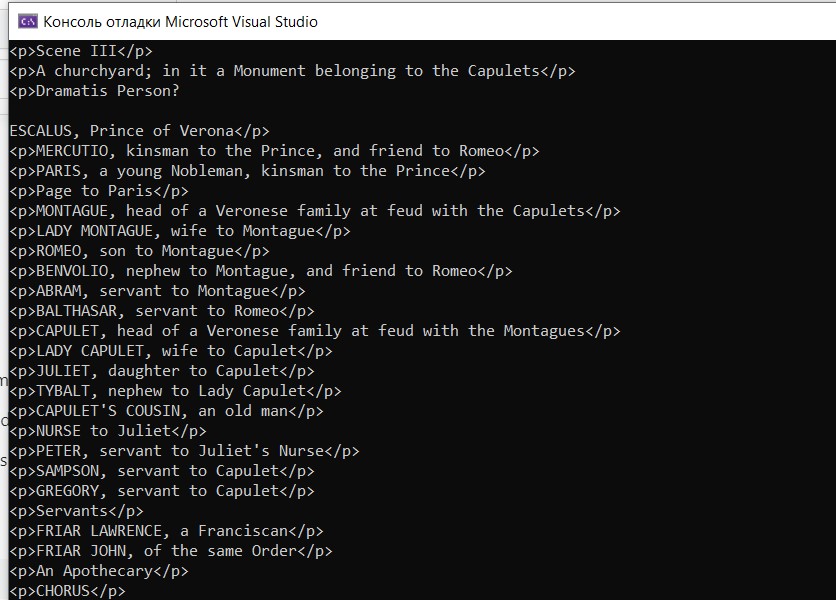 Консоль отладки Microsoft Visual Studio
<p>Scene III</p>
<p>A churchyard; in it a Monument belonging to the Capulets</p>
<p>Dramatis Person?
ESCALUS, Prince of Verona</p>
<p>MERCUTIO, kinsman to the Prince, and friend to Romeo</p>
<p>PARIS, a young Nobleman, kinsman to the Prince</p>
<p>Page to Paris</p>
<p>MONTAGUE, head of a Veronese family at feud with the Capulets</p>
<p>LADY MONTAGUE, wife to Montague</p>
<p>ROMEO, son to Montague</p>
<p>BENVOLIO, nephew to Montague, and friend to Romeo</p>
<p>ABRAM, servant to Montague</p>
<p>BALTHASAR, servant to Romeo</p>
<p>CAPULET, head of a Veronese family at feud with the Montagues</p>
<p>LADY CAPULET, wife to Capulet</p>
<p>JULIET, daughter to Capulet</p>
<p>TYBALT, nephew to Lady Capulet</p>
<p>CAPULET'S COUSIN, an old man</p>
<p>NURSE to Juliet</p>
<p>PETER, servant to Juliet's Nurse</p>
<p>SAMPSON, servant to Capulet</p>
<p>GREGORY, servant to Capulet</p>
<p>Servants</p>
<p>FRIAR LAWRENCE, a Franciscan</p>
<p>FRIAR JOHN, of the same Order</p>
<p>An Apothecary</p>
<p>CHORUS</p>